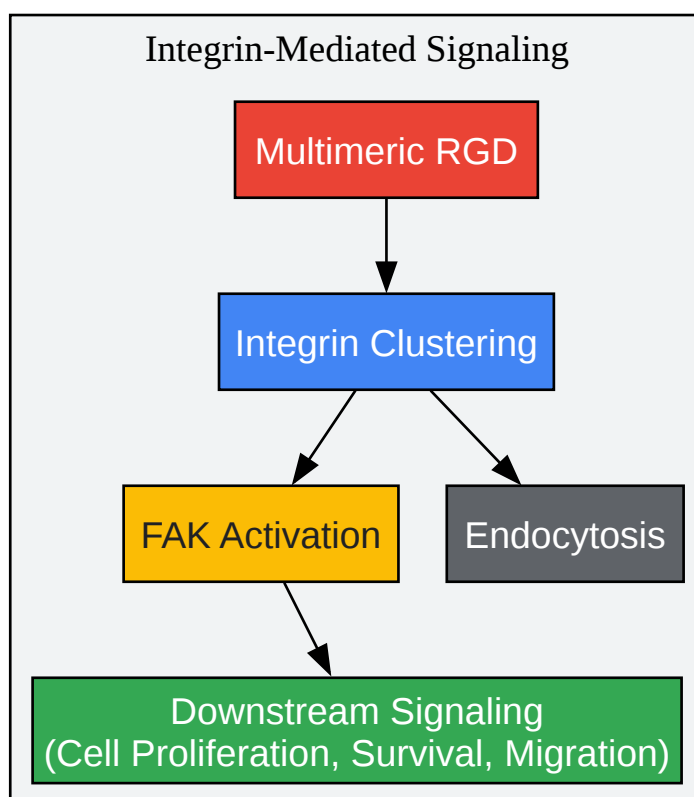 Integrin-Mediated Signaling
Multimeric RGD
Integrin Clustering
FAK Activation
Endocytosis
Downstream Signaling
(Cell Proliferation, Survival, Migration)